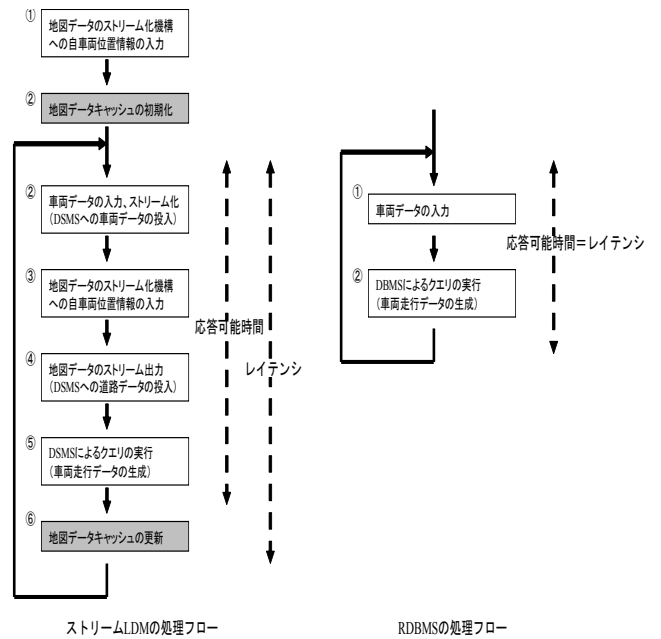 ①
地図データのストリーム化機構
への自車両位置情報の入力
②
地図データキャッシュの初期化
②
車両データの入力、ストリーム化
(DSMSへの車両データの投入)
③
地図データのストリーム化機構
への自車両位置情報の入力
④
地図データのストリーム出力
(DSMSへの道路データの投入)
⑤
DSMSによるクエリの実行
(車両走行データの生成)
⑥
地図データキャッシュの更新
応答可能時間
レイテンシ
ストリームLDMの処理フロー
①
車両データの入力
②
DBMSによるクエリの実行
(車両走行データの生成)
応答可能時間＝レイテンシ
RDBMSの処理フロー